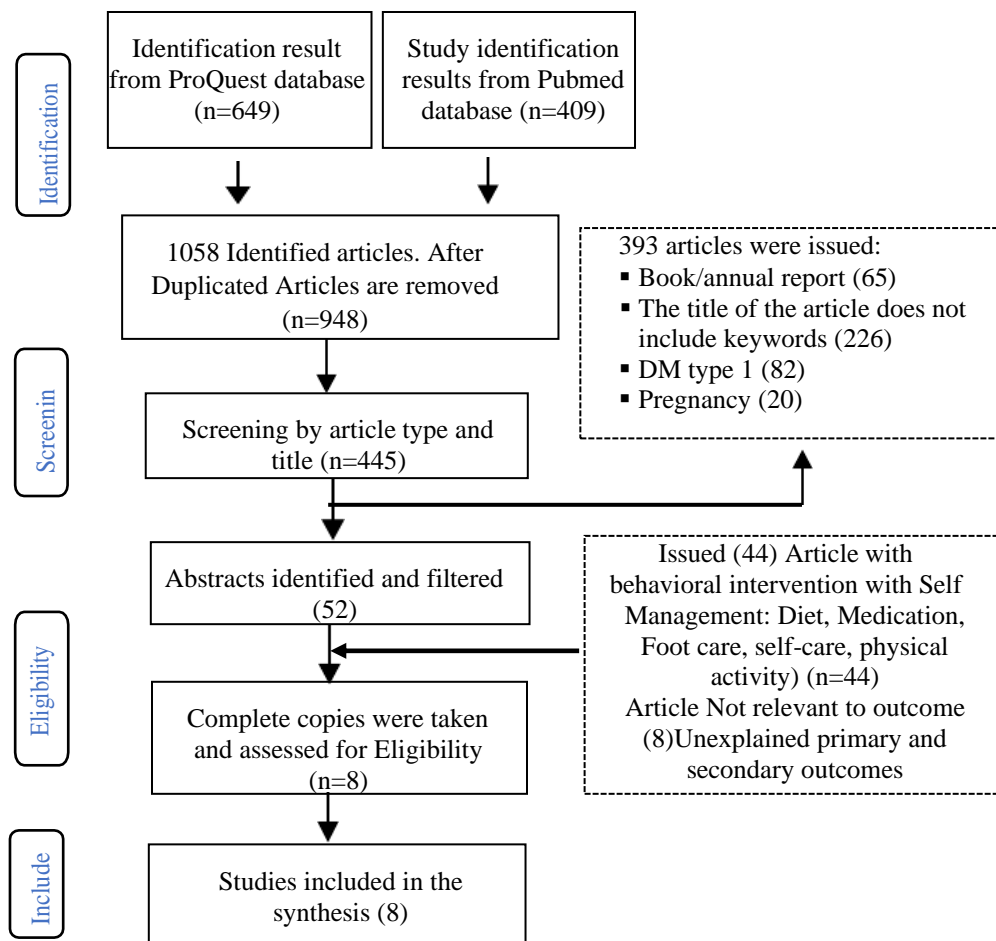 Identification
Identification result
from ProQuest database
(n=649)
Study identification
results from Pubmed
database (n=409)
1058 Identified articles. After
Duplicated Articles are removed
(n=948)
393 articles were issued:
▪ Book/annual report (65)
▪ The title of the article does not
include keywords (226)
▪ DM type 1 (82)
▪ Pregnancy (20)
Screenin
Screening by article type and
title (n=445)
Abstracts identified and filtered
(52)
Issued (44) Article with
behavioral intervention with Self
Management: Diet, Medication,
Foot care, self-care, physical
activity) (n=44)
Article Not relevant to outcome
(8)Unexplained primary and
secondary outcomes
Eligibility
Complete copies were taken
and assessed for Eligibility
(n=8)
Include
Studies included in the
synthesis (8)